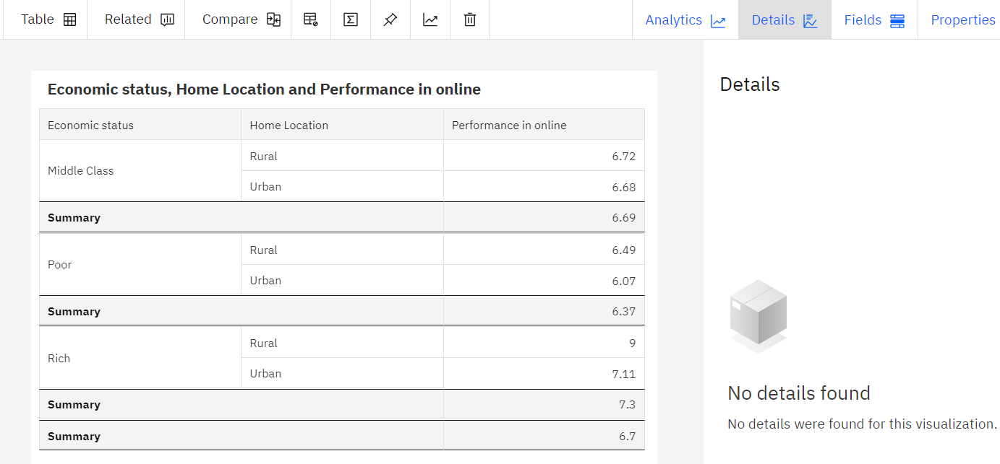 Table Related Compare Analytics Details Fields Properties
Details
Economic status, Home Location and Performance in online
Economic status Home Location Performance in online
Middle Class
Rural 6.72
Urban 6.68
Summary 6.69
Poor
Rural 6.49
Urban 6.07
Summary 6.37
Rich
Rural 9
Urban 7.11
Summary 7.3
Summary 6.7
No details found
No details were found for this visualization.